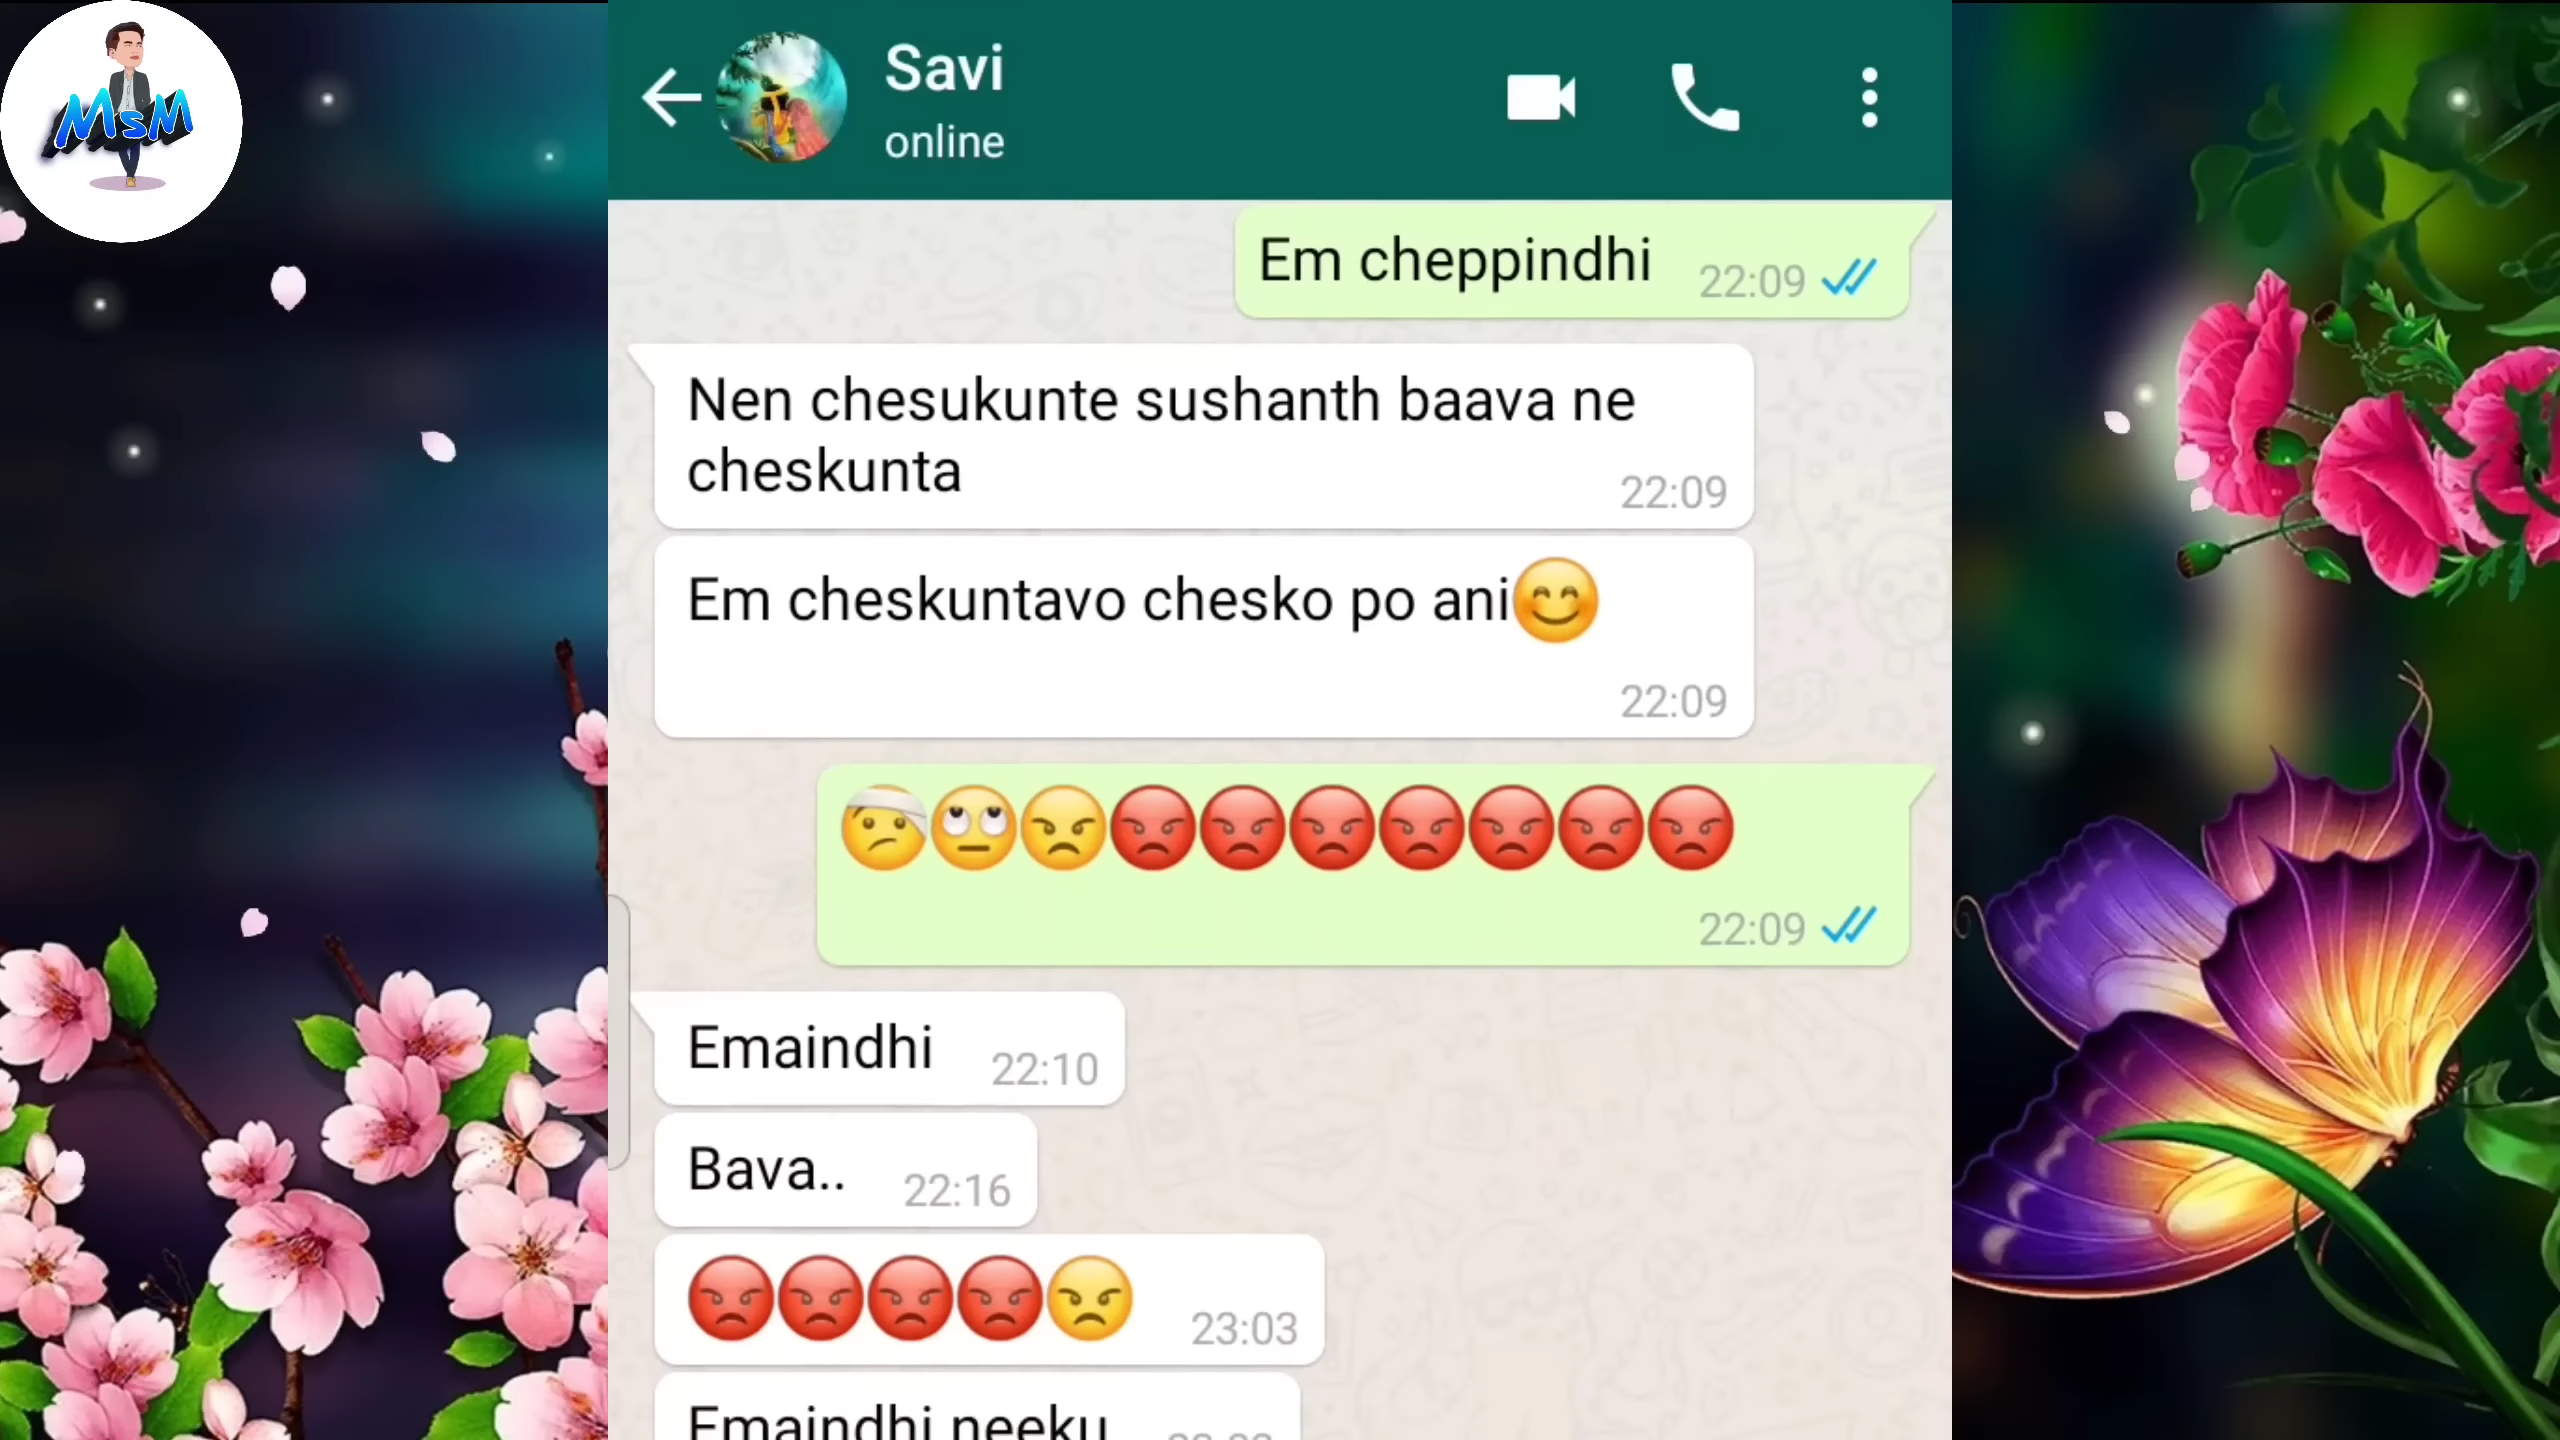 MsM
Savi
online
Em cheppindhi 22:09
Nen chesukunte sushanth baava ne
cheskunta 22:09
Em cheskuntavo chesko po ani😊
22:09
🤕🙄😠😡😡😡😡😡😡😡
22:09
Emaindhi 22:10
Bava.. 22:16
😡😡😡😡😠 23:03
Emaindhi neeku